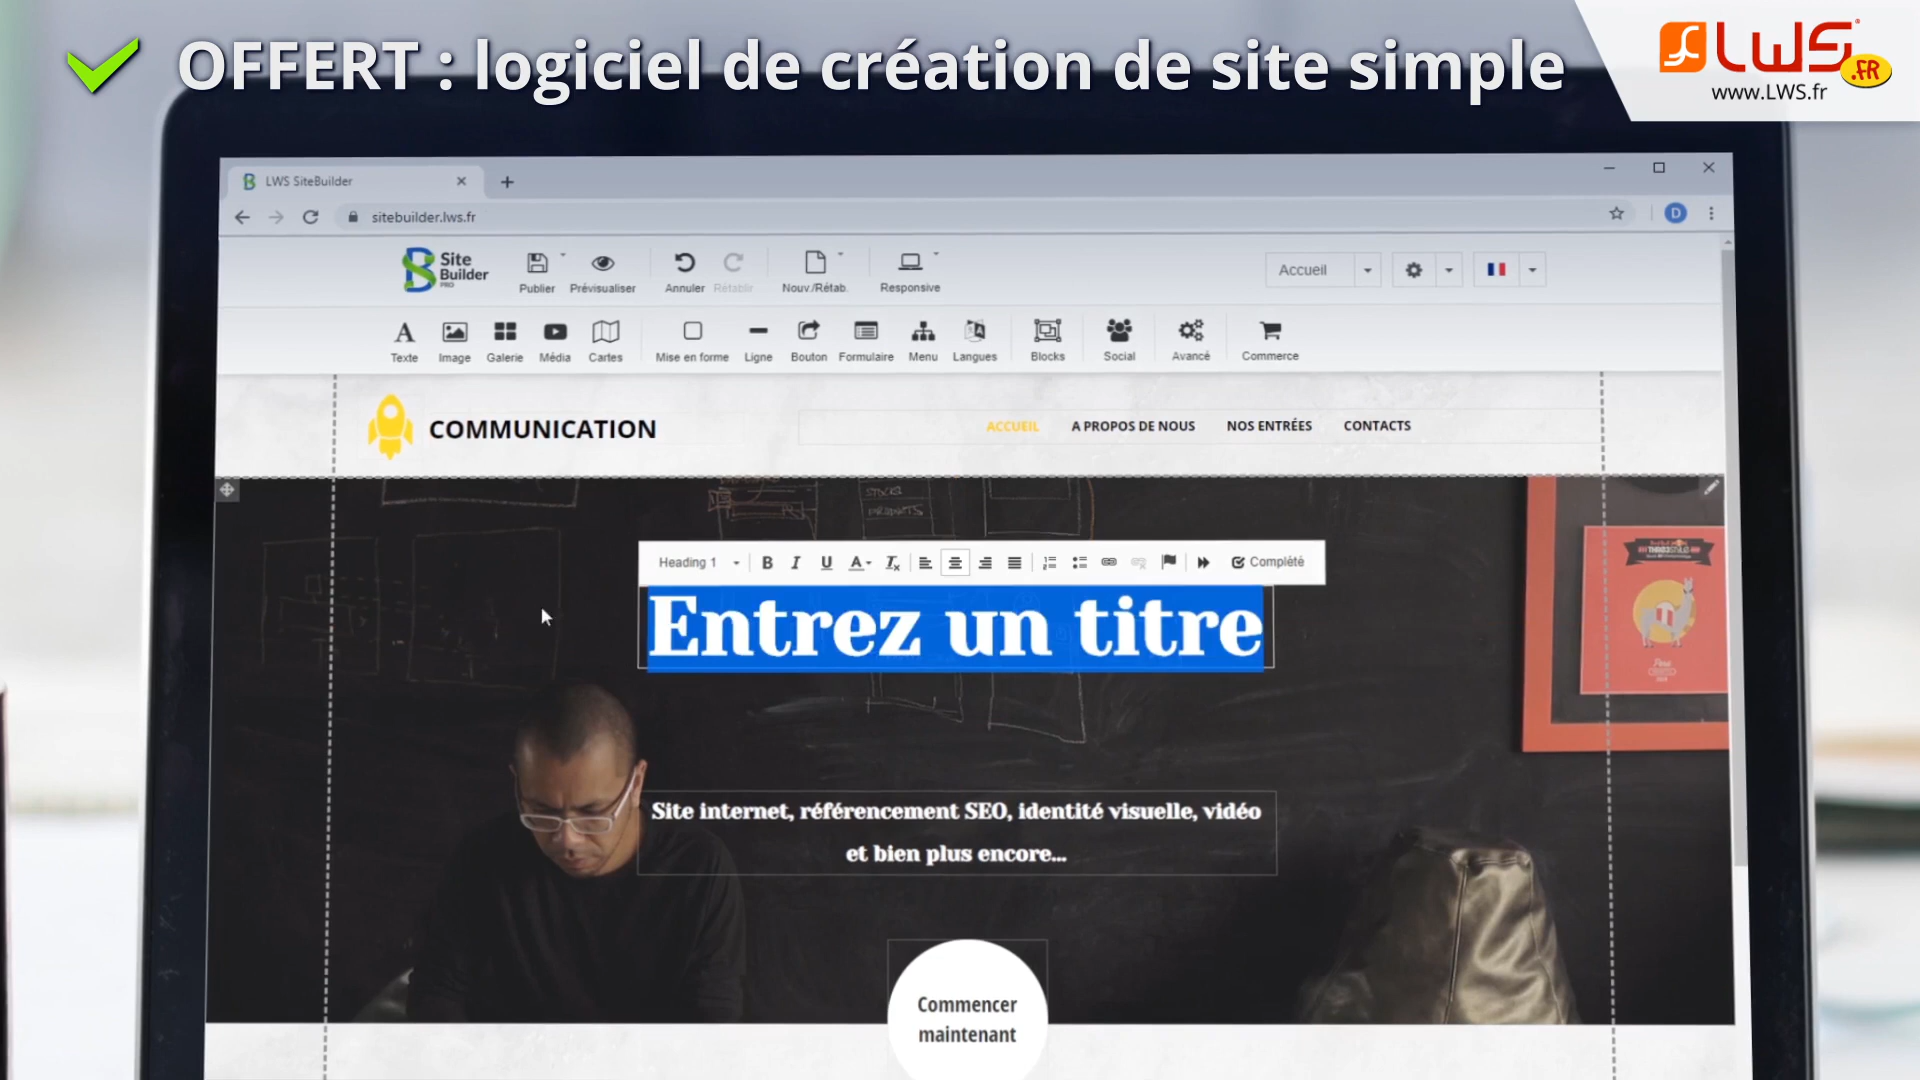 OFFERT : logiciel de création de site simple
LWS .FR
www.LWS.fr
LWS SiteBuilder
sitebuilder.lws.fr
D
Site
Builder
PRO
Publier Prévisualiser Annuler Rétablir Nouv./Rétab. Responsive
Accueil
Texte Image Galerie Média Cartes Mise en forme Ligne Bouton Formulaire Menu Langues Blocks Social Avancé Commerce
COMMUNICATION
ACCUEIL A PROPOS DE NOUS NOS ENTRÉES CONTACTS
STOCKS
PRODUITS
Heading 1 B I U A Complété
Entrez un titre
Site internet, référencement SEO, identité visuelle, vidéo
et bien plus encore...
Commencer
maintenant